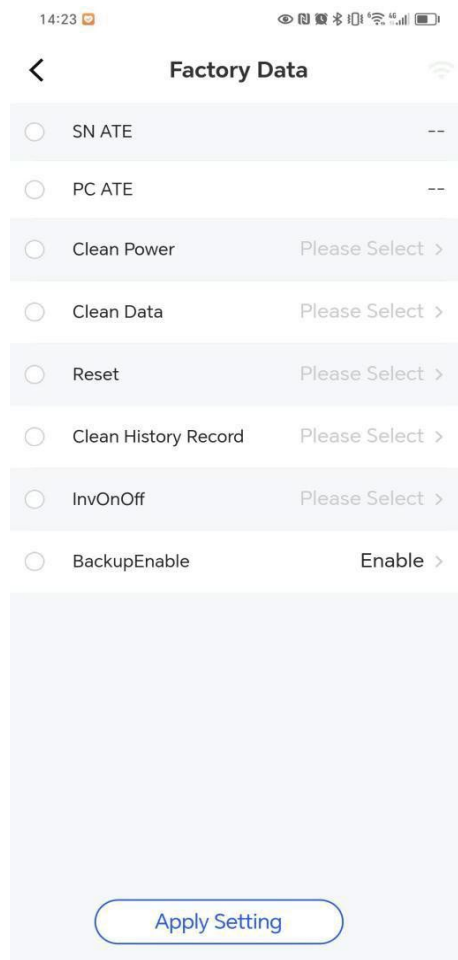 14:23
Factory Data
SN ATE --
PC ATE --
Clean Power Please Select >
Clean Data Please Select >
Reset Please Select >
Clean History Record Please Select >
InvOnOff Please Select >
BackupEnable Enable >
Apply Setting